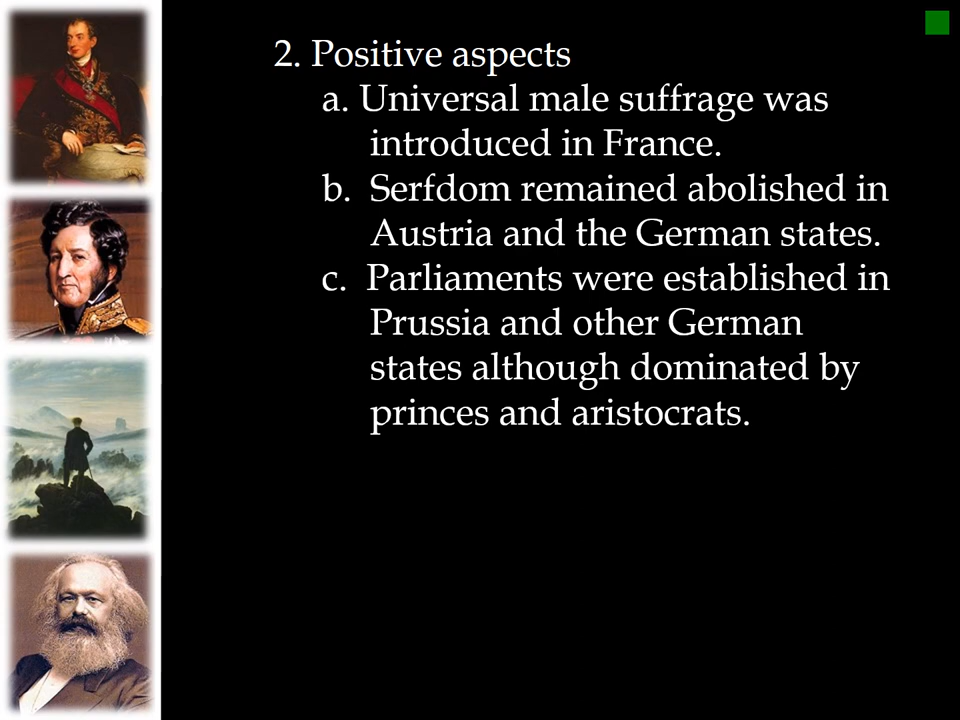 2. Positive aspects
a. Universal male suffrage was
introduced in France.
b. Serfdom remained abolished in
Austria and the German states.
c. Parliaments were established in
Prussia and other German
states although dominated by
princes and aristocrats.